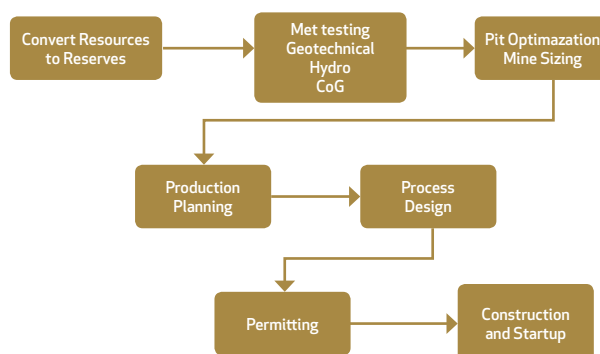 Convert Resources
to Reserves
Met testing
Geotechnical
Hydro
CoG
Pit Optimazation
Mine Sizing
Production
Planning
Process
Design
Permitting
Construction
and Startup